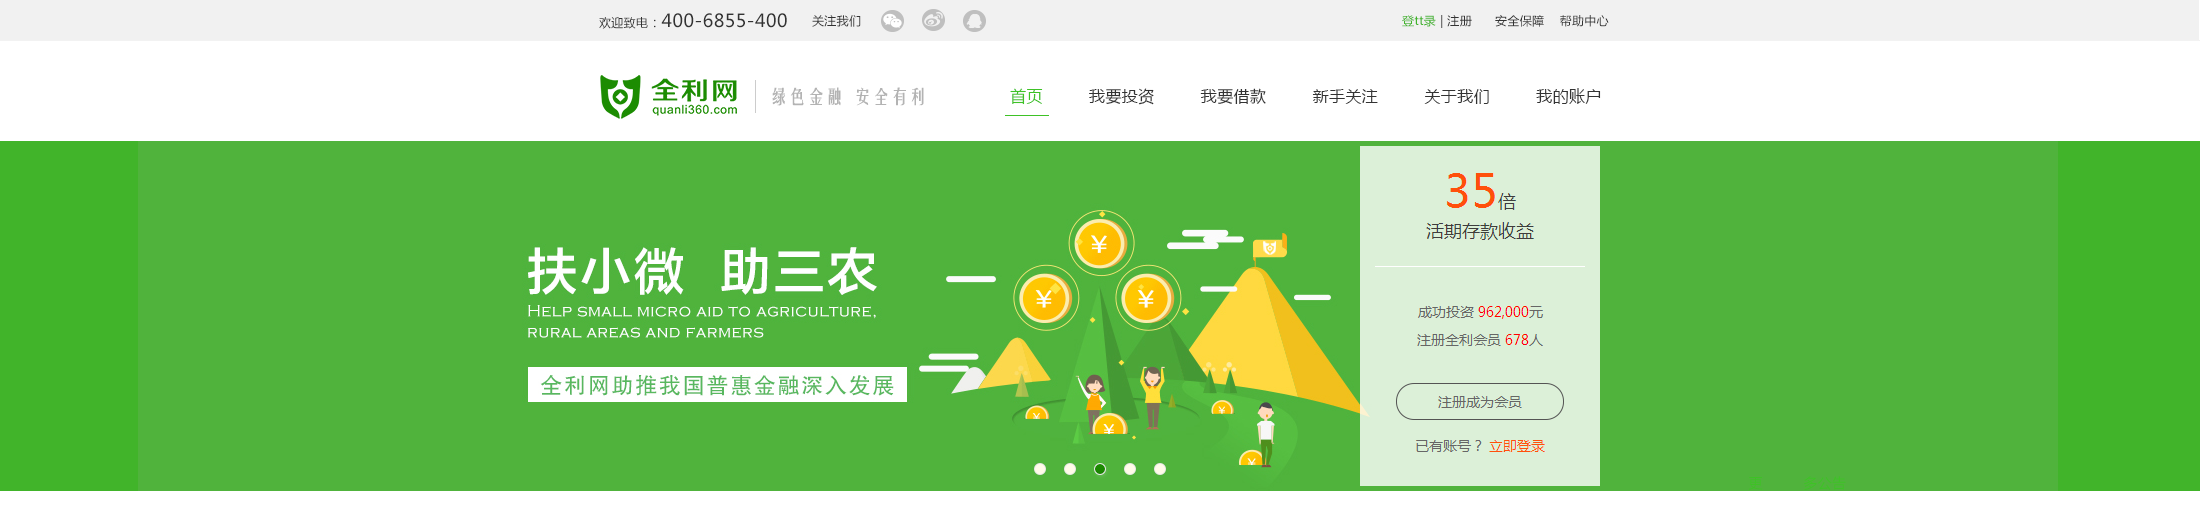 欢迎致电：400-6855-400 关注我们 登tt录 | 注册 安全保障 帮助中心
全利网
quanli360.com
绿色金融 安全有利
首页 我要投资 我要借款 新手关注 关于我们 我的账户
扶小微 助三农
HELP SMALL MICRO AID TO AGRICULTURE,
RURAL AREAS AND FARMERS
全利网助推我国普惠金融深入发展
¥
¥
¥
¥
¥
¥
¥
35倍
活期存款收益
成功投资 962,000元
注册全利会员 678人
注册成为会员
已有账号？ 立即登录